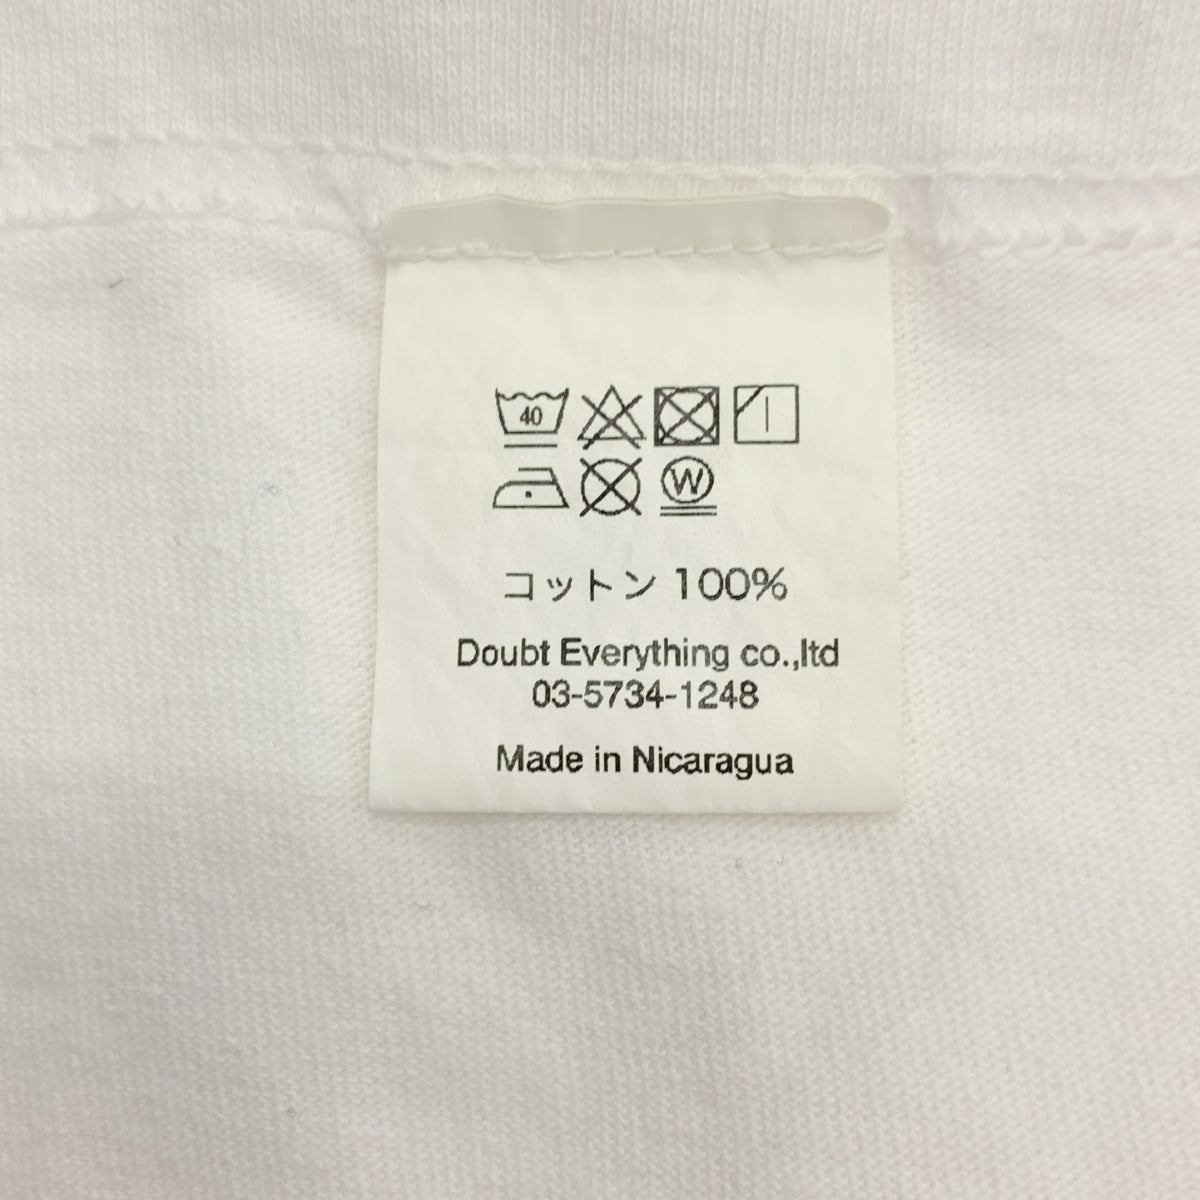 40
W
コットン 100%
Doubt Everything co.,ltd
03-5734-1248
Made in Nicaragua